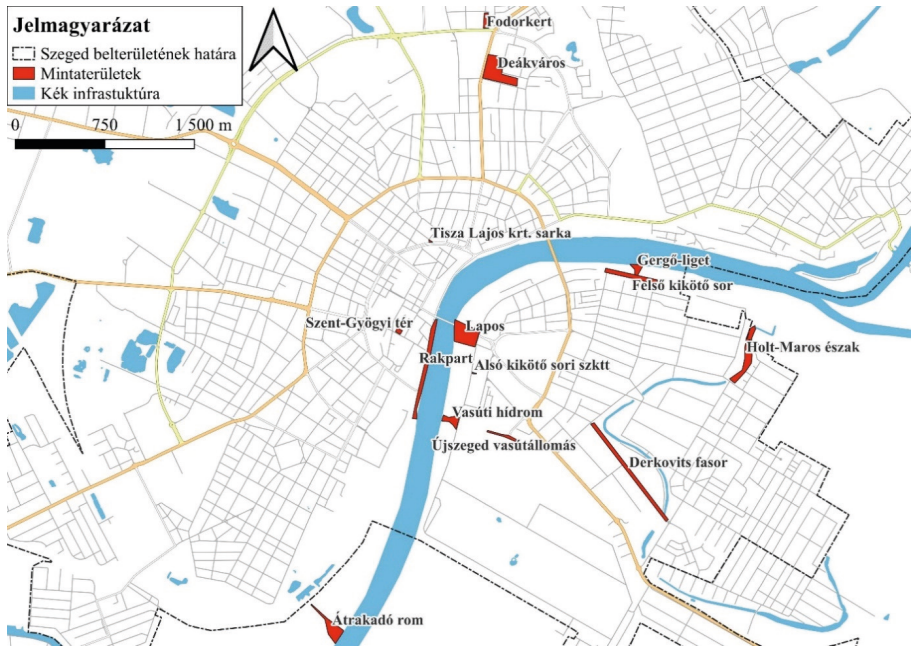 Jelmagyarázat
Szeged belterületének határa
Mintaterületek
Kék infrastuktúra
0 750 1 500 m
Fodorkert
Deákváros
Tisza Lajos krt. sarka
Gergő-liget
Felső kikötő sor
Szent-Gyögyi tér
Lapos
Holt-Maros észak
Rakpart
Alsó kikötő sori szktt
Vasúti hídrom
Újszeged vasútállomás
Derkovits fasor
Átrakadó rom